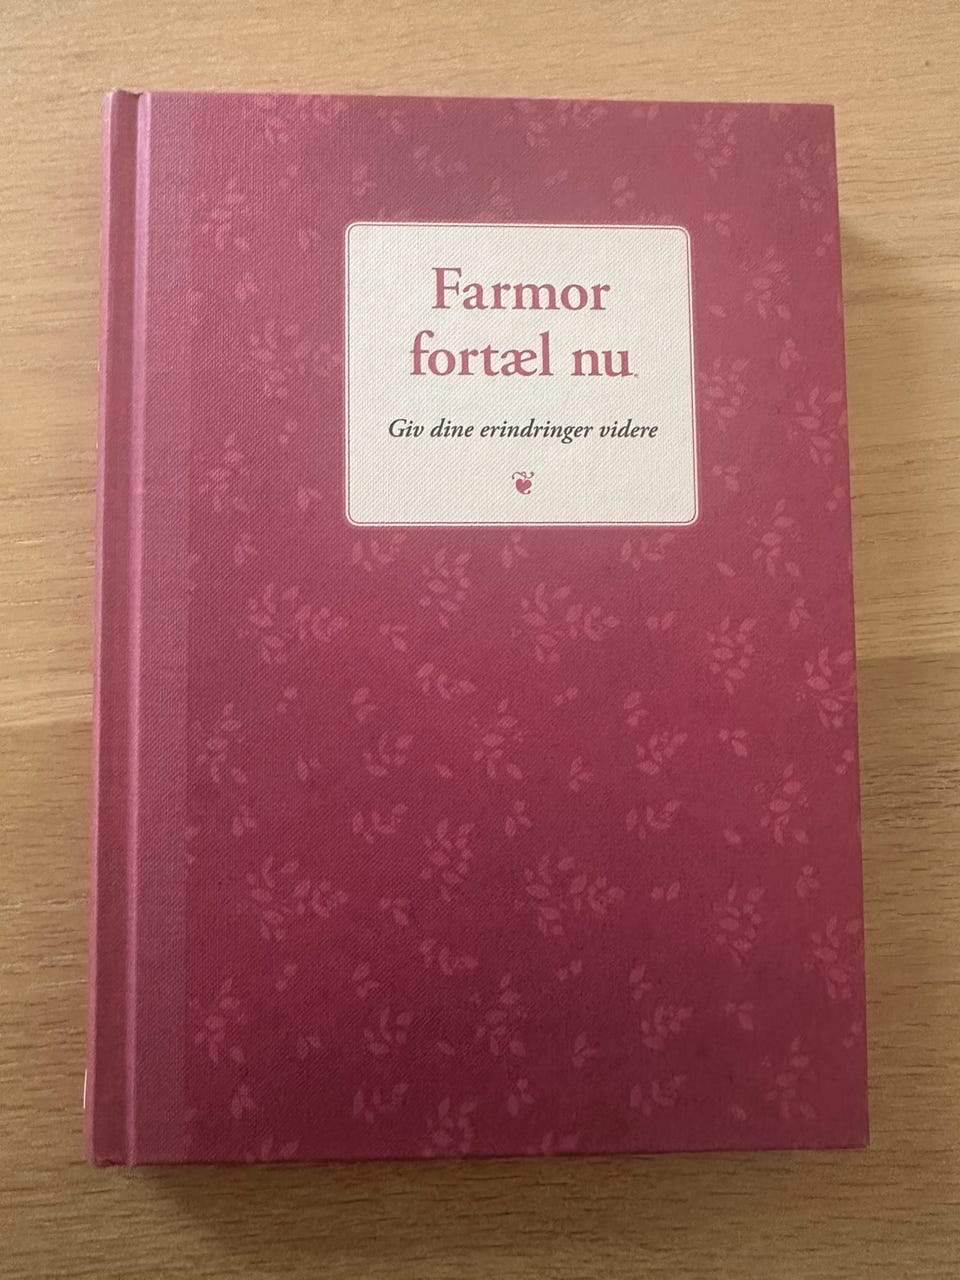 Farmor
fortæl nu
Giv dine erindringer videre